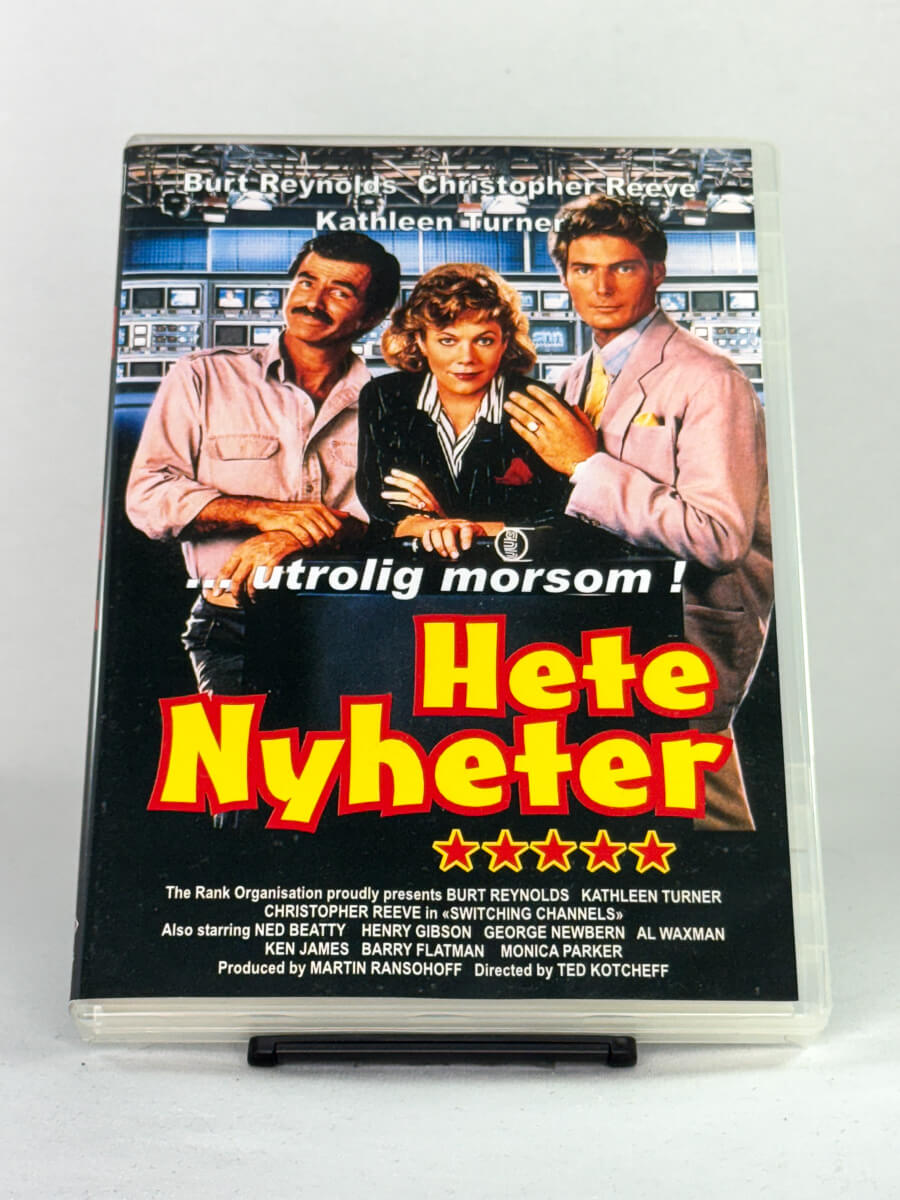 Burt Reynolds Christopher Reeve
Kathleen Turner
... utrolig morsom !
Hete
Nyheter
The Rank Organisation proudly presents BURT REYNOLDS KATHLEEN TURNER
CHRISTOPHER REEVE in «SWITCHING CHANNELS»
Also starring NED BEATTY HENRY GIBSON GEORGE NEWBERN AL WAXMAN
KEN JAMES BARRY FLATMAN MONICA PARKER
Produced by MARTIN RANSOHOFF Directed by TED KOTCHEFF